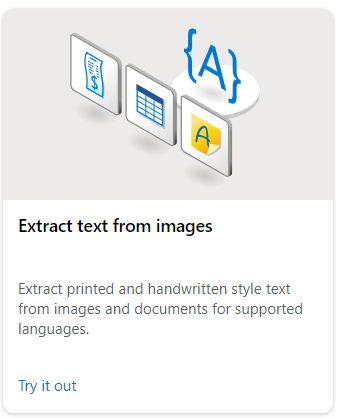 {A}
$
A
Extract text from images
Extract printed and handwritten style text
from images and documents for supported
languages.
Try it out